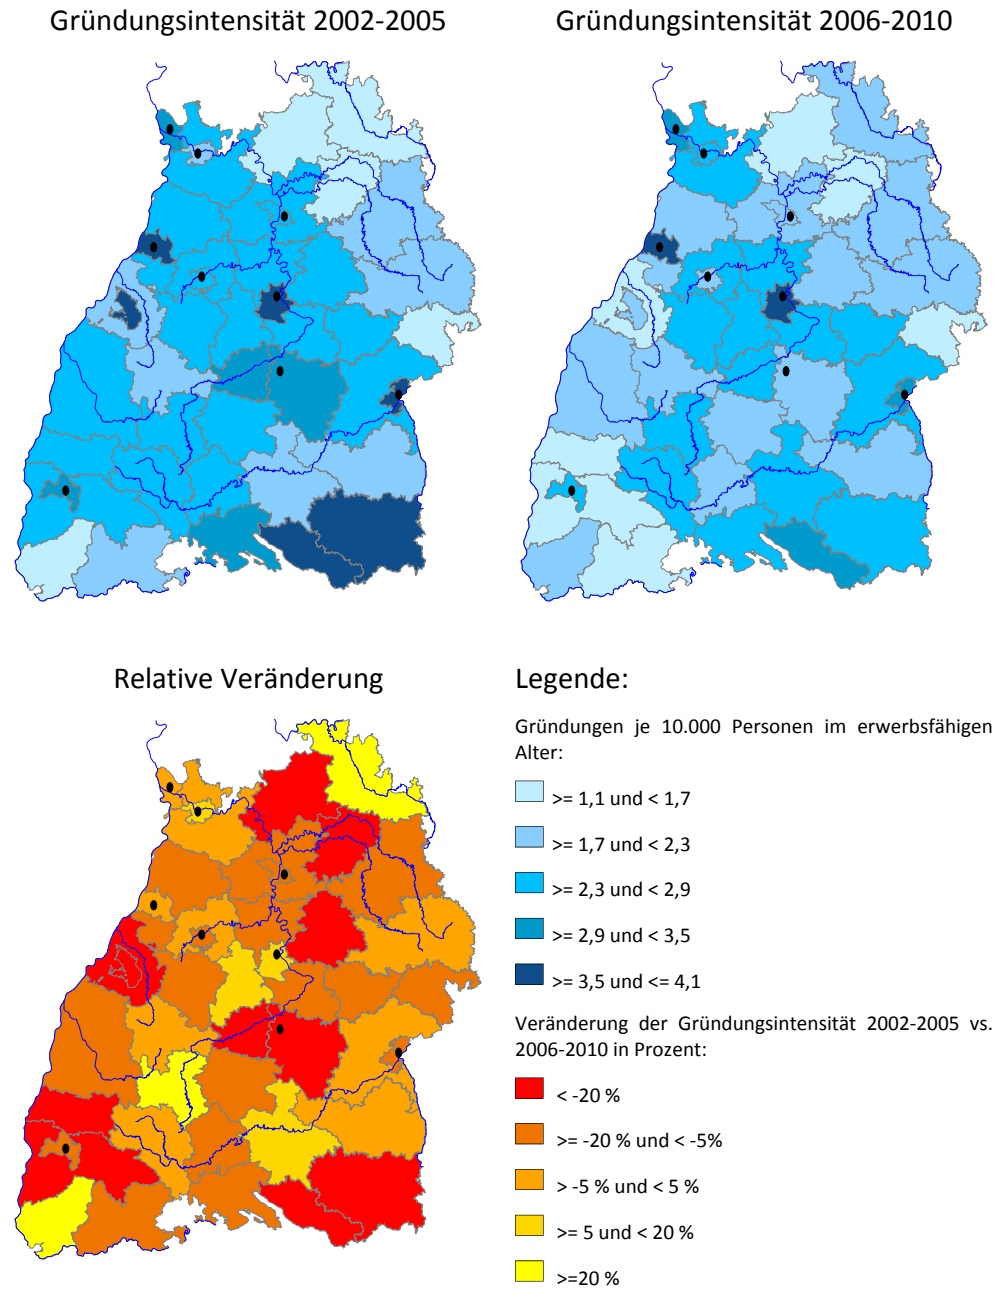 Gründungsintensität 2002-2005
Gründungsintensität 2006-2010
Relative Veränderung
Legende:
Gründungen je 10.000 Personen im erwerbsfähigen
Alter:
>= 1,1 und < 1,7
>= 1,7 und < 2,3
>= 2,3 und < 2,9
>= 2,9 und < 3,5
>= 3,5 und <= 4,1
Veränderung der Gründungsintensität 2002-2005 vs.
2006-2010 in Prozent:
< -20 %
>= -20 % und < -5%
> -5 % und < 5 %
>= 5 und < 20 %
>=20 %